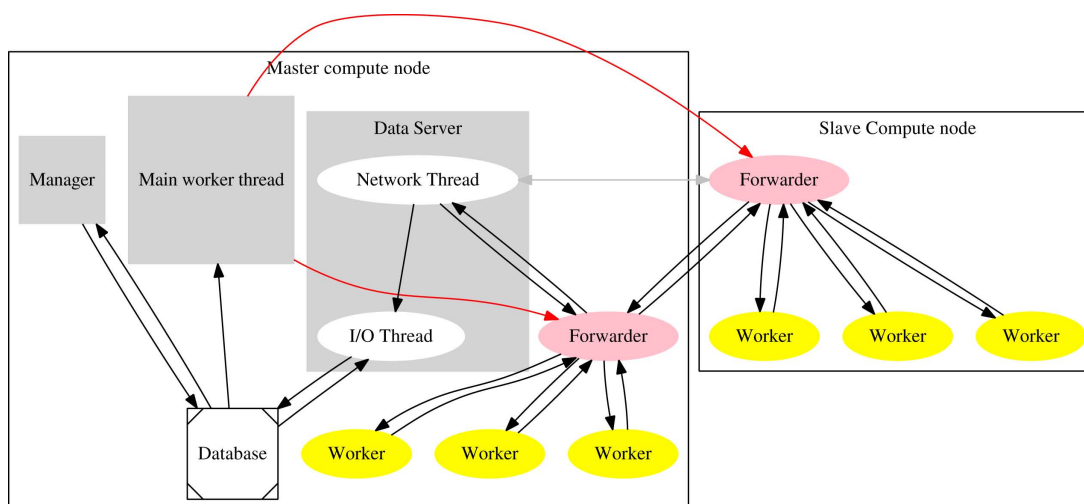 Master compute node
Data Server
Slave Compute node
Manager
Main worker thread
Network Thread
Forwarder
I/O Thread
Forwarder
Worker
Worker
Worker
Database
Worker
Worker
Worker